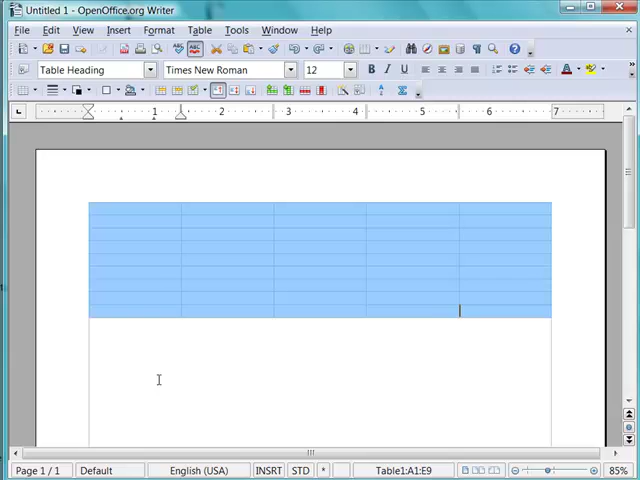 Untitled 1 - OpenOffice.org Writer
File Edit View Insert Format Table Tools Window Help
Table Heading Times New Roman 12 B I U
1 1 2 3 4 5 6 7
Page 1 / 1 Default English (USA) INSRT STD * Table1:A1:E9 85%